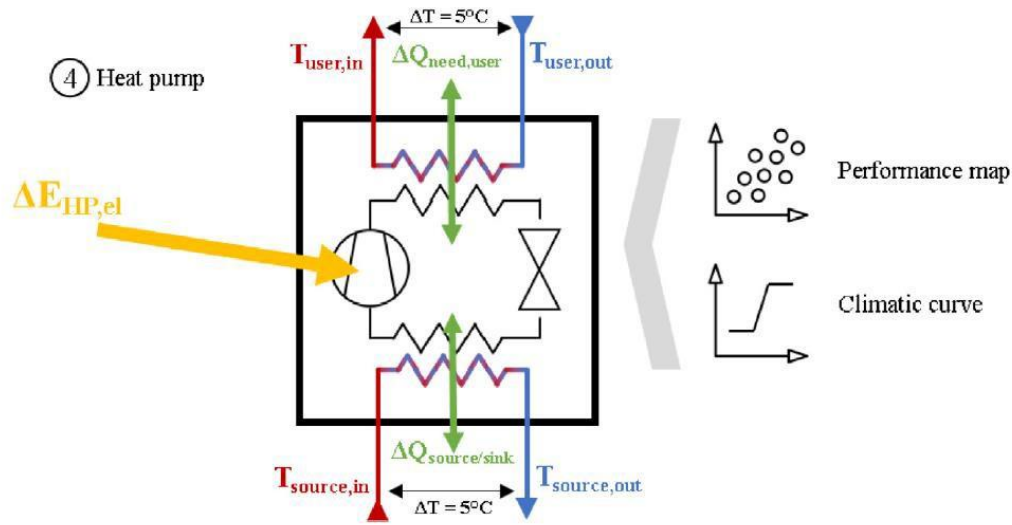 ΔT = 5°C
T_user,in
ΔQ_need,user
T_user,out
4 Heat pump
Performance map
ΔE_HP,el
Climatic curve
ΔQ_source/sink
T_source,in
T_source,out
ΔT = 5°C